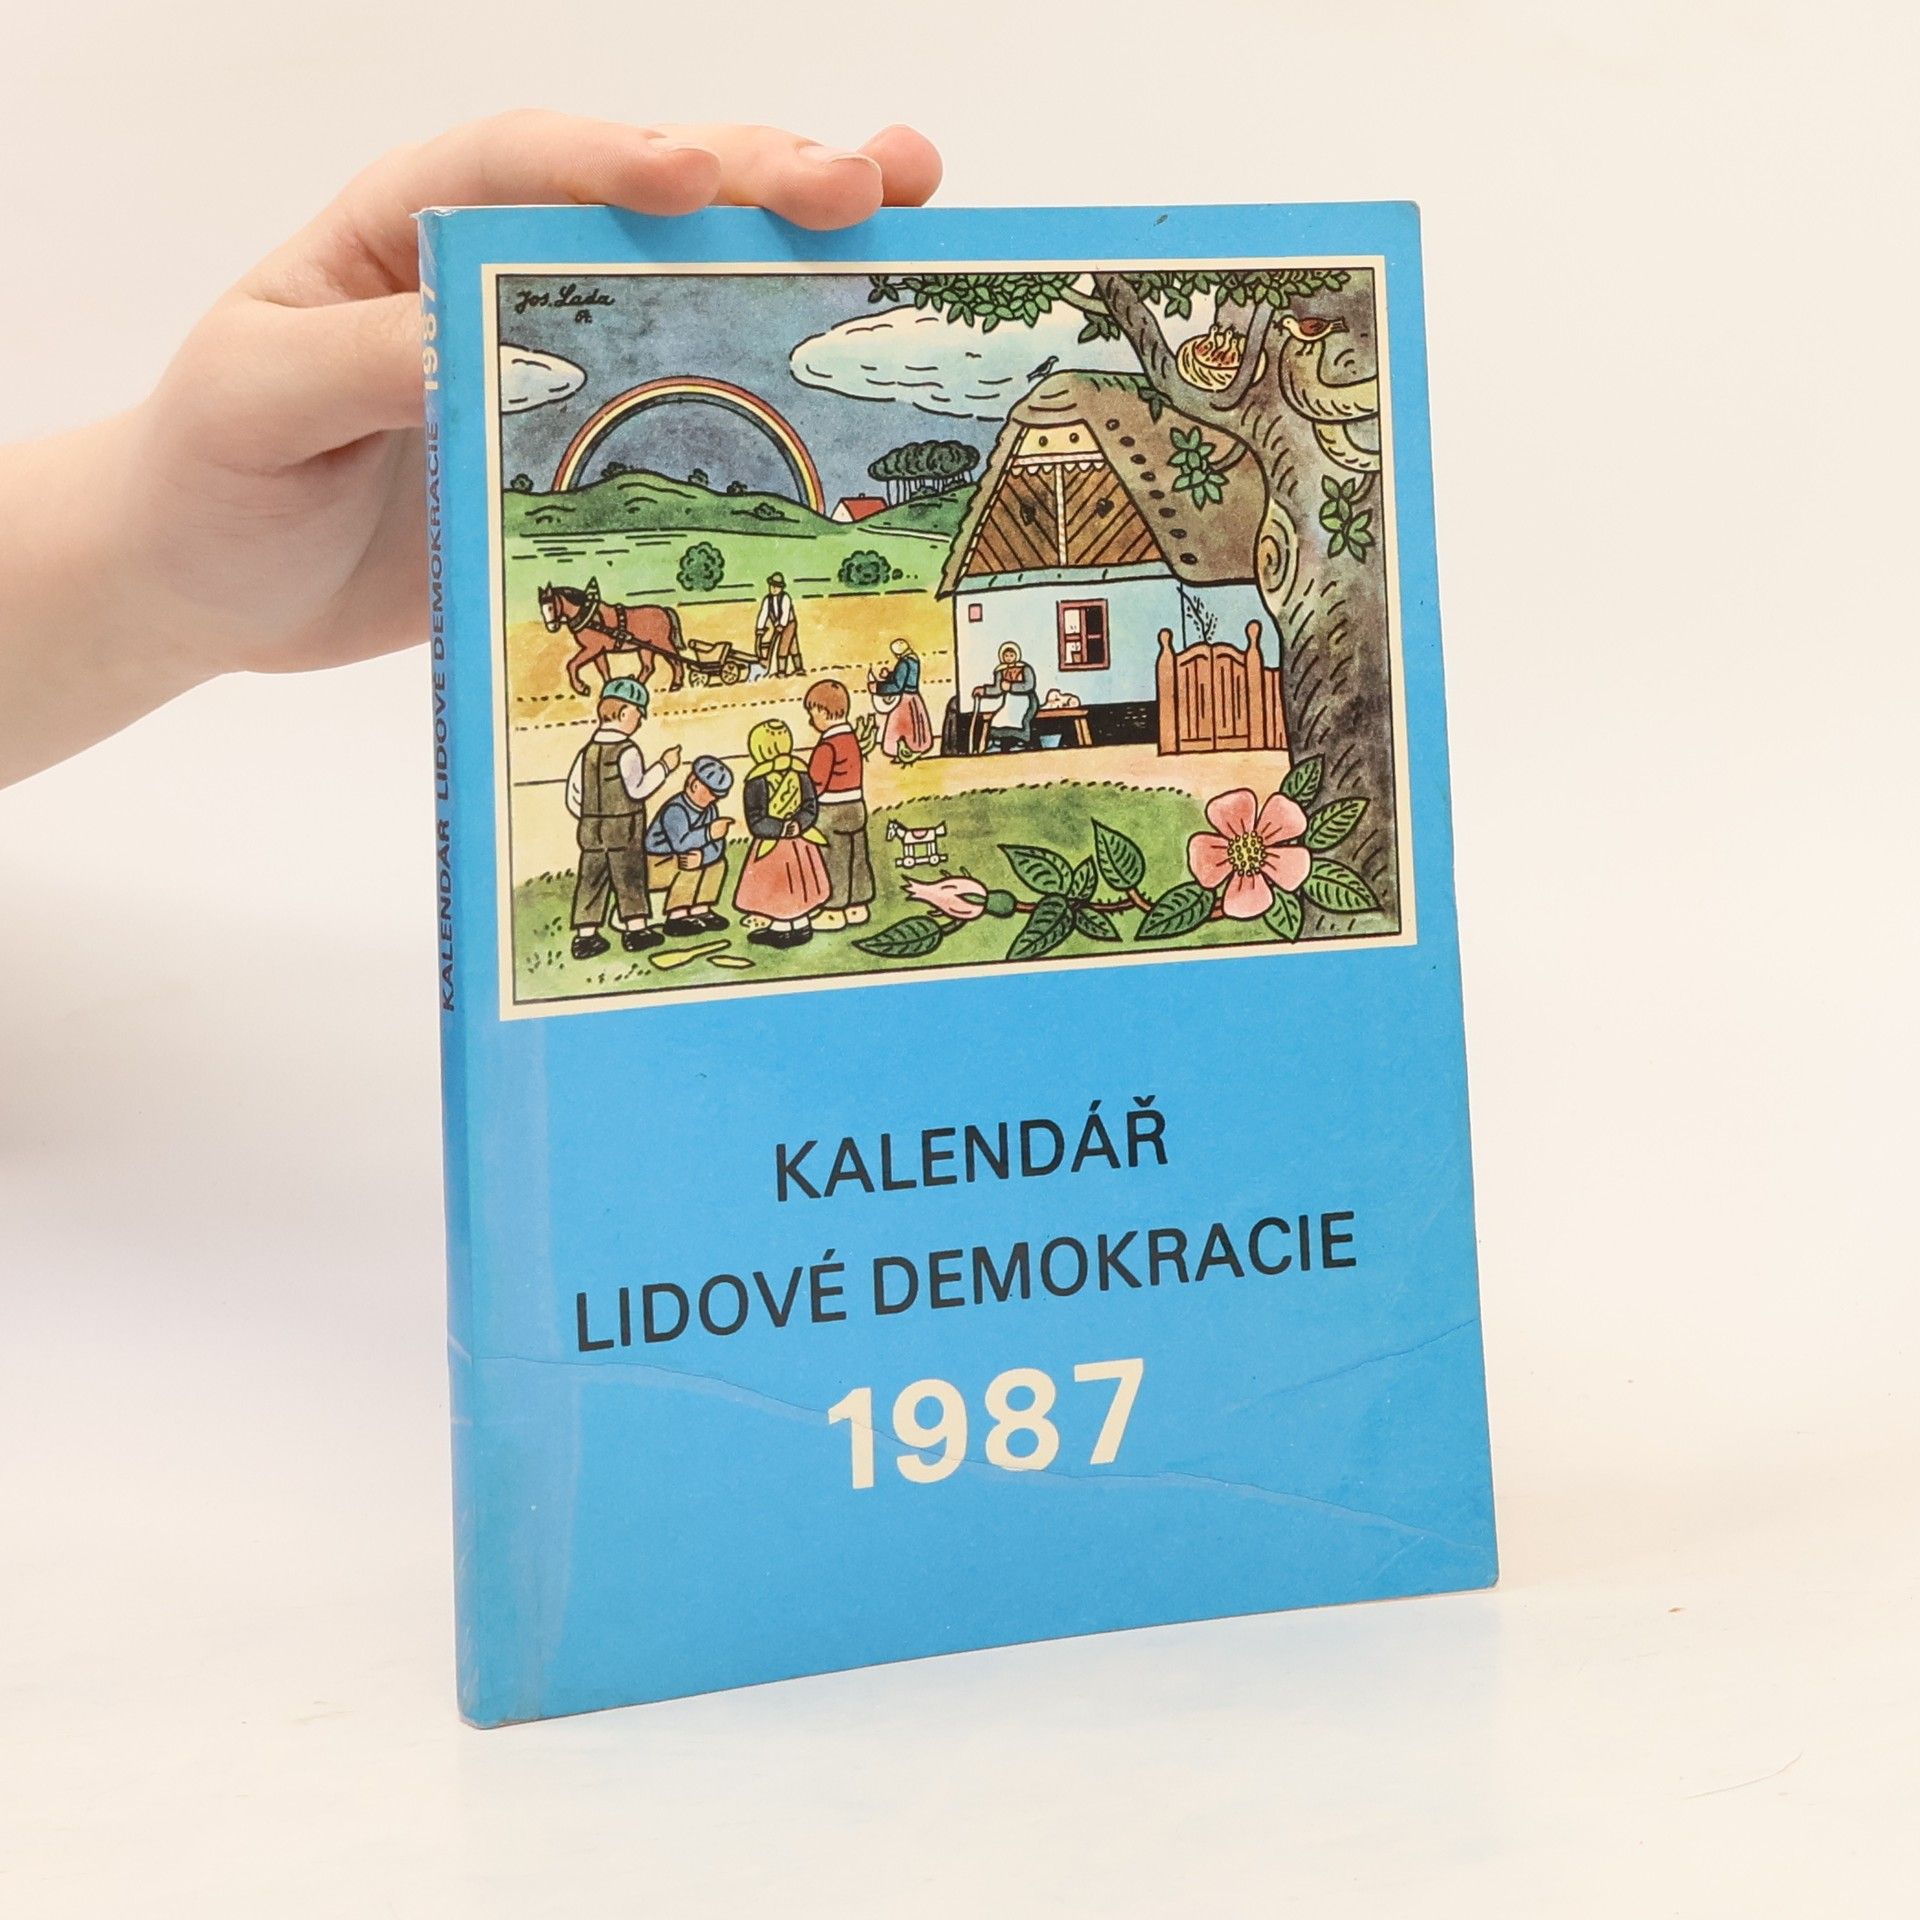 Jos. Lada
KALENDÁŘ LIDOVÉ DEMOKRACIE 1987
KALENDÁŘ
LIDOVÉ DEMOKRACIE
1987